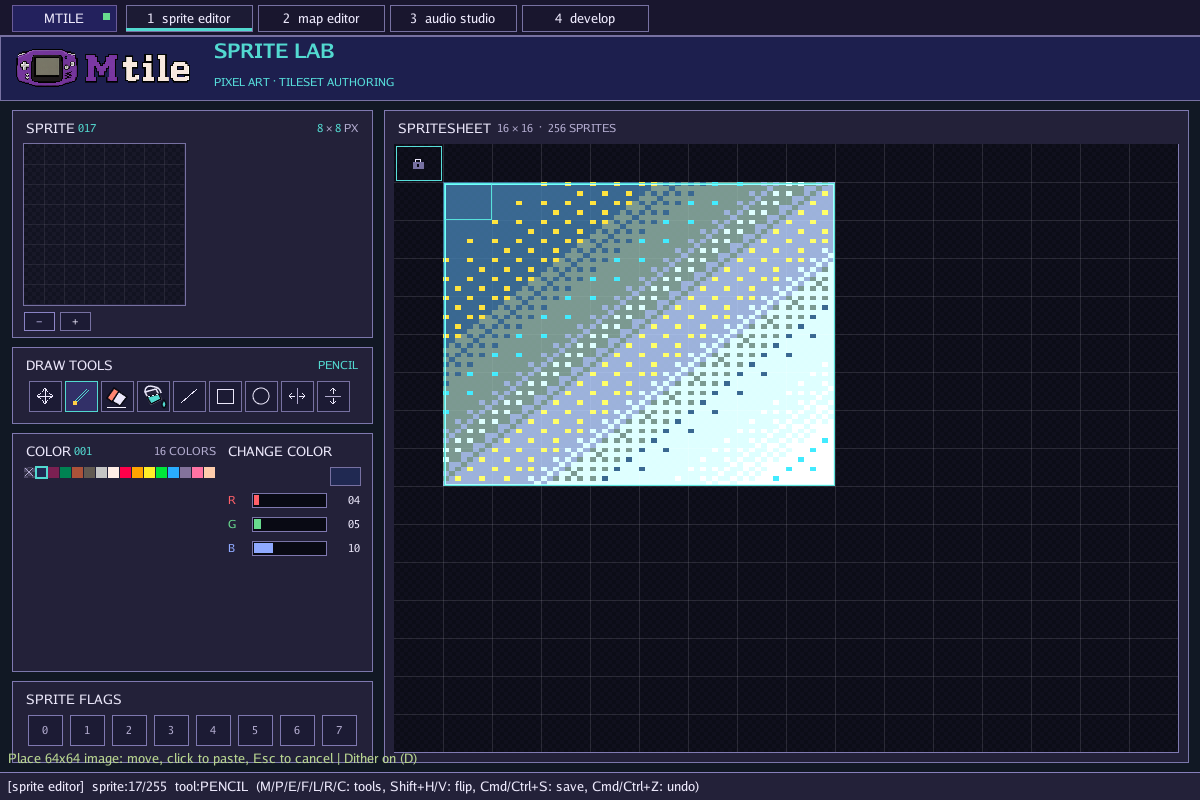 MTILE
1 sprite editor
2 map editor
3 audio studio
4 develop
Mtile
SPRITE LAB
PIXEL ART · TILESET AUTHORING
SPRITE 017
8 × 8 PX
SPRITESHEET 16 × 16 · 256 SPRITES
−
+
DRAW TOOLS
PENCIL
COLOR 001
16 COLORS
CHANGE COLOR
R 04
G 05
B 10
SPRITE FLAGS
0 1 2 3 4 5 6 7
Place 64x64 image: move, click to paste, Esc to cancel | Dither on (D)
[sprite editor] sprite:17/255 tool:PENCIL (M/P/E/F/L/R/C: tools, Shift+H/V: flip, Cmd/Ctrl+S: save, Cmd/Ctrl+Z: undo)